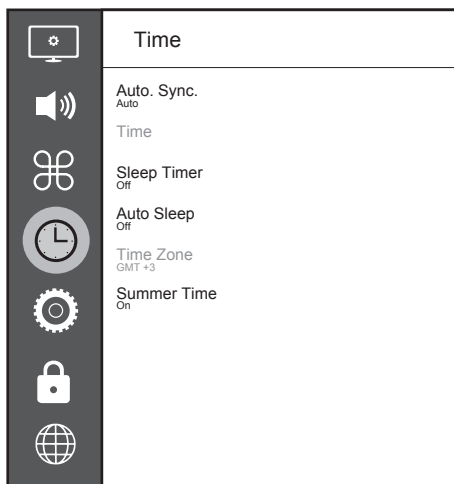 Time
Auto. Sync.
Auto
Time
Sleep Timer
Off
Auto Sleep
Off
Time Zone
GMT +3
Summer Time
On